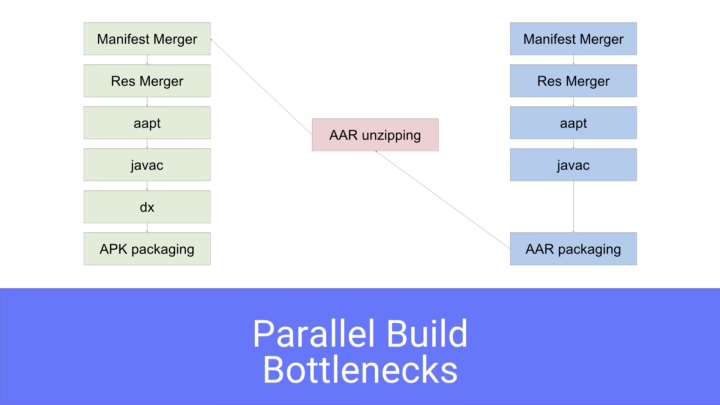 Manifest Merger
Res Merger
aapt
javac
dx
APK packaging
AAR unzipping
Manifest Merger
Res Merger
aapt
javac
AAR packaging
Parallel Build
Bottlenecks